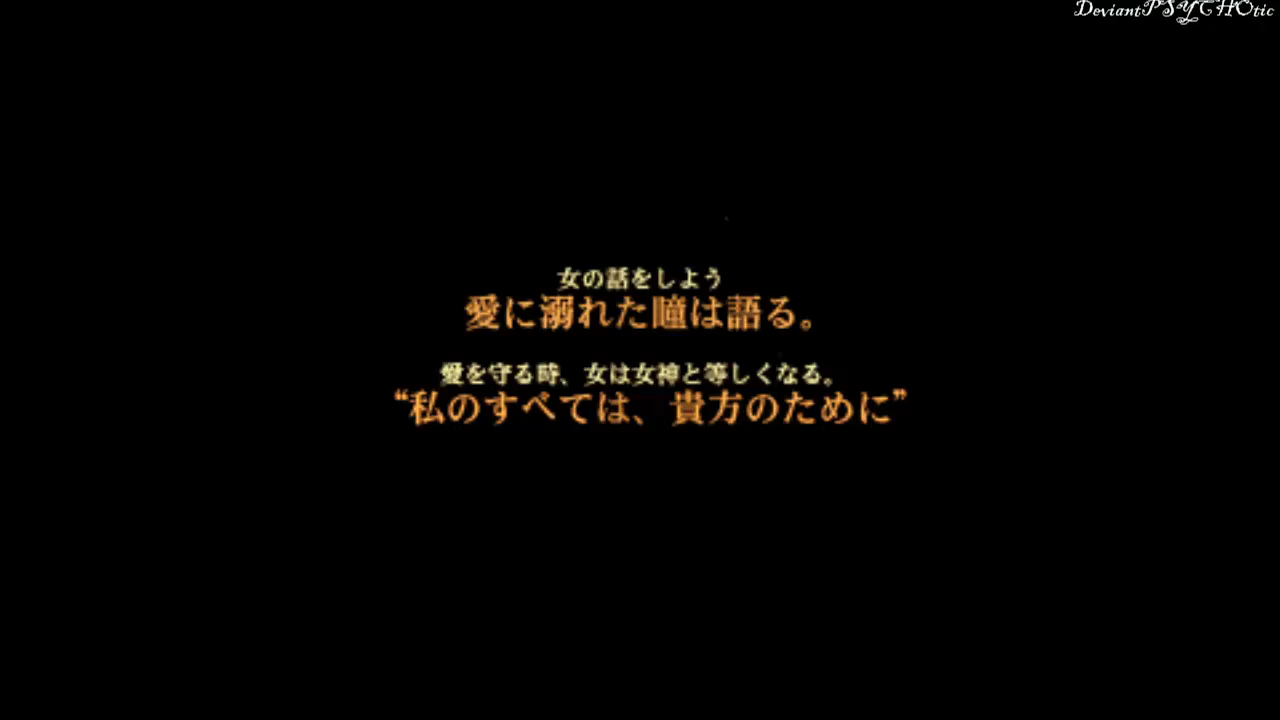 DeviantPSYCHOtic
女の話をしよう
愛に溺れた瞳は語る。
愛を守る時、女は女神と等しくなる。
“私のすべては、貴方のために”